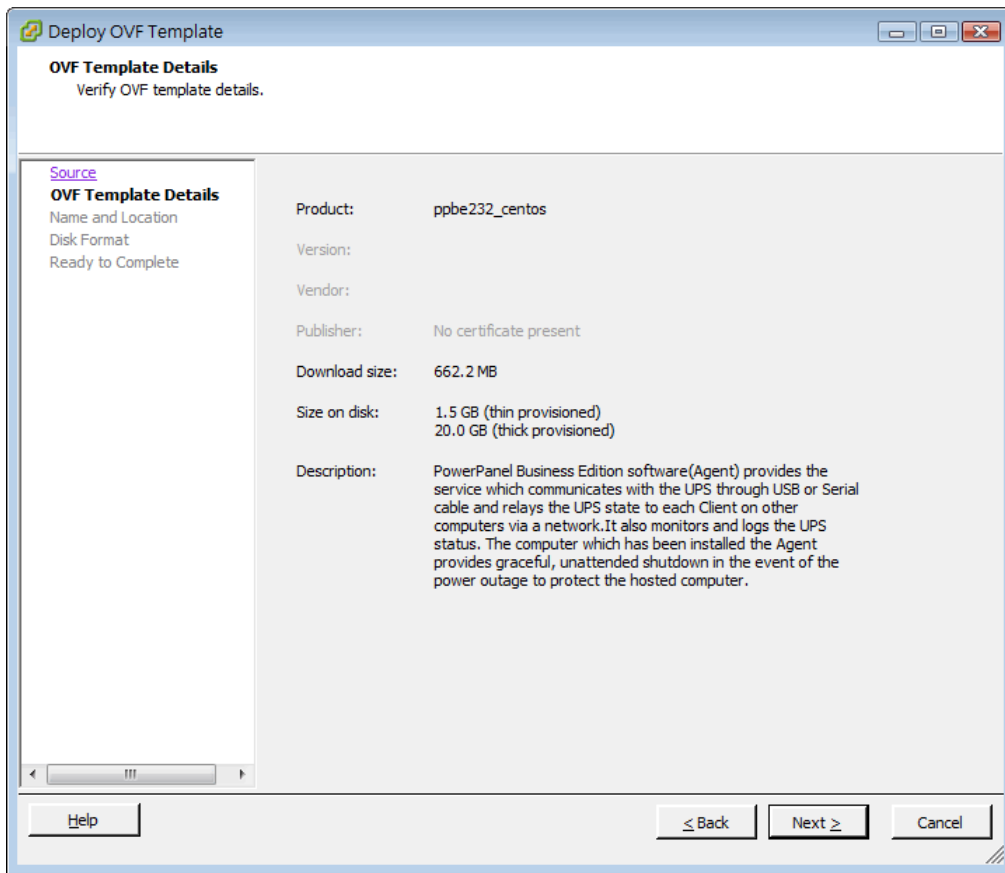 Deploy OVF Template
OVF Template Details
Verify OVF template details.
Source
OVF Template Details
Name and Location
Disk Format
Ready to Complete
Product: ppbe232_centos
Version:
Vendor:
Publisher: No certificate present
Download size: 662.2 MB
Size on disk: 1.5 GB (thin provisioned)
20.0 GB (thick provisioned)
Description: PowerPanel Business Edition software(Agent) provides the
service which communicates with the UPS through USB or Serial
cable and relays the UPS state to each Client on other
computers via a network.It also monitors and logs the UPS
status. The computer which has been installed the Agent
provides graceful, unattended shutdown in the event of the
power outage to protect the hosted computer.
Help
< Back
Next >
Cancel